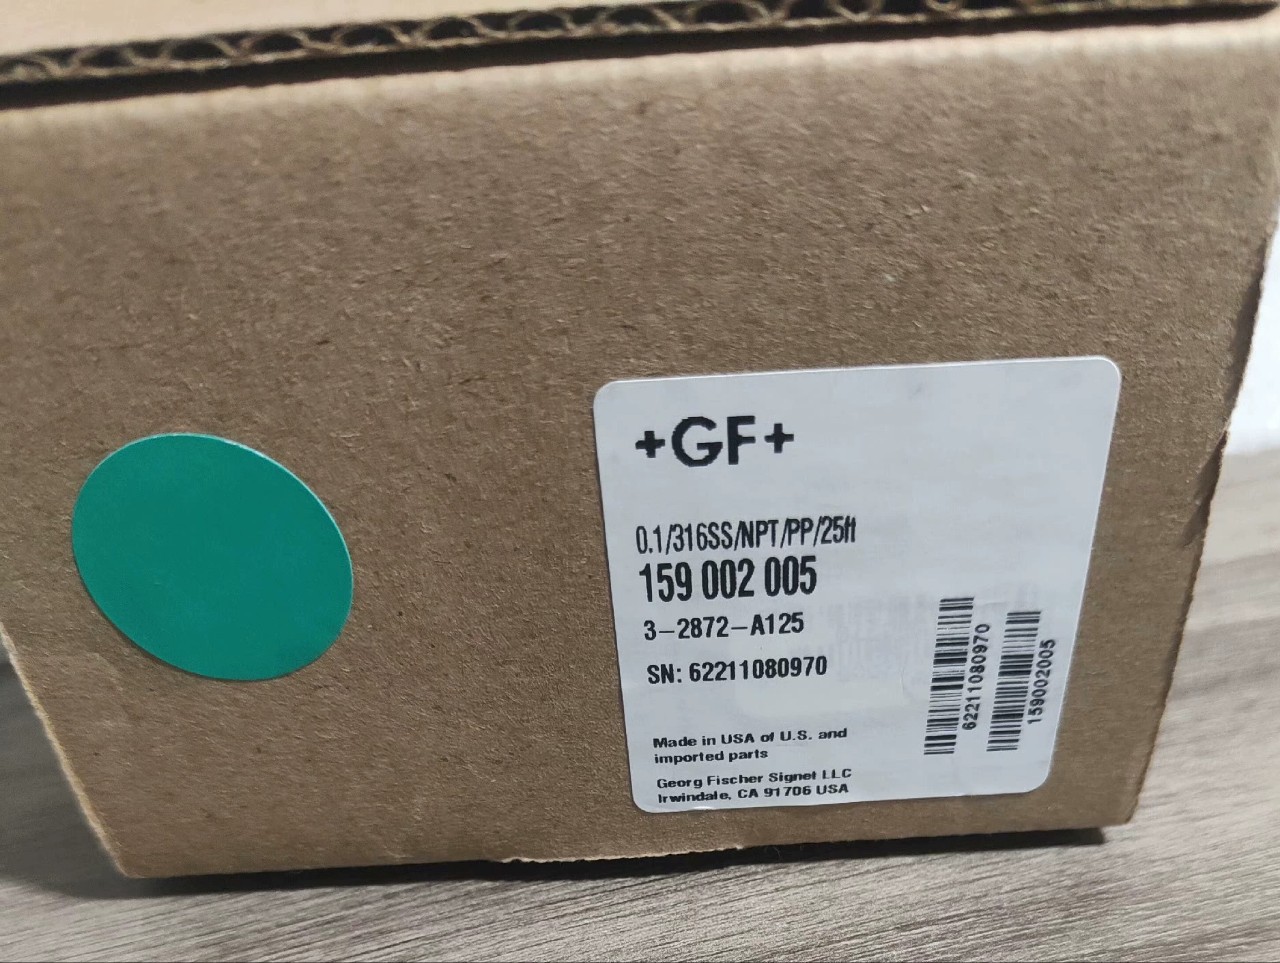 +GF+
0.1/316SS/NPT/PP/25ft
159 002 005
3-2872-A125
SN: 62211080970
Made in USA of U.S. and
imported parts
Georg Fischer Signet LLC
Irwindale, CA 91706 USA
62211080970
159002005